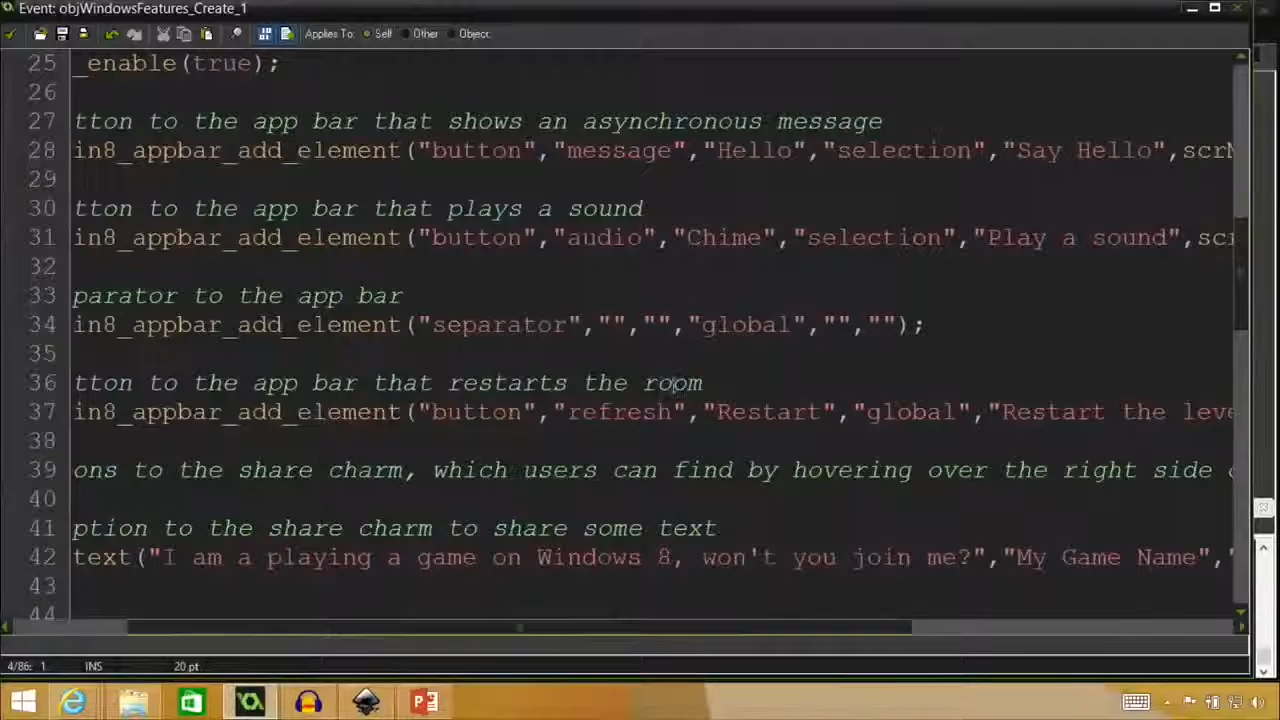 Event: objWindowsFeatures_Create_1
Applies To: Self Other Object
25 _enable(true);
26
27 tton to the app bar that shows an asynchronous message
28 in8_appbar_add_element("button","message","Hello","selection","Say Hello",scrM
29
30 tton to the app bar that plays a sound
31 in8_appbar_add_element("button","audio","Chime","selection","Play a sound",scr
32
33 parator to the app bar
34 in8_appbar_add_element("separator","","","global","","");
35
36 tton to the app bar that restarts the room
37 in8_appbar_add_element("button","refresh","Restart","global","Restart the leve
38
39 ons to the share charm, which users can find by hovering over the right side
40
41 ption to the share charm to share some text
42 text("I am a playing a game on Windows 8, won't you join me?","My Game Name","
43
44
4/86: 1 INS 20 pt